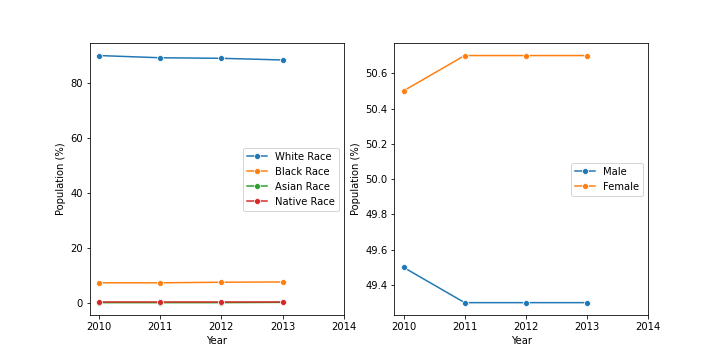 Population (%)
80
60
40
20
0
2010 2011 2012 2013 2014
Year
White Race
Black Race
Asian Race
Native Race
Population (%)
50.6
50.4
50.2
50.0
49.8
49.6
49.4
2010 2011 2012 2013 2014
Year
Male
Female